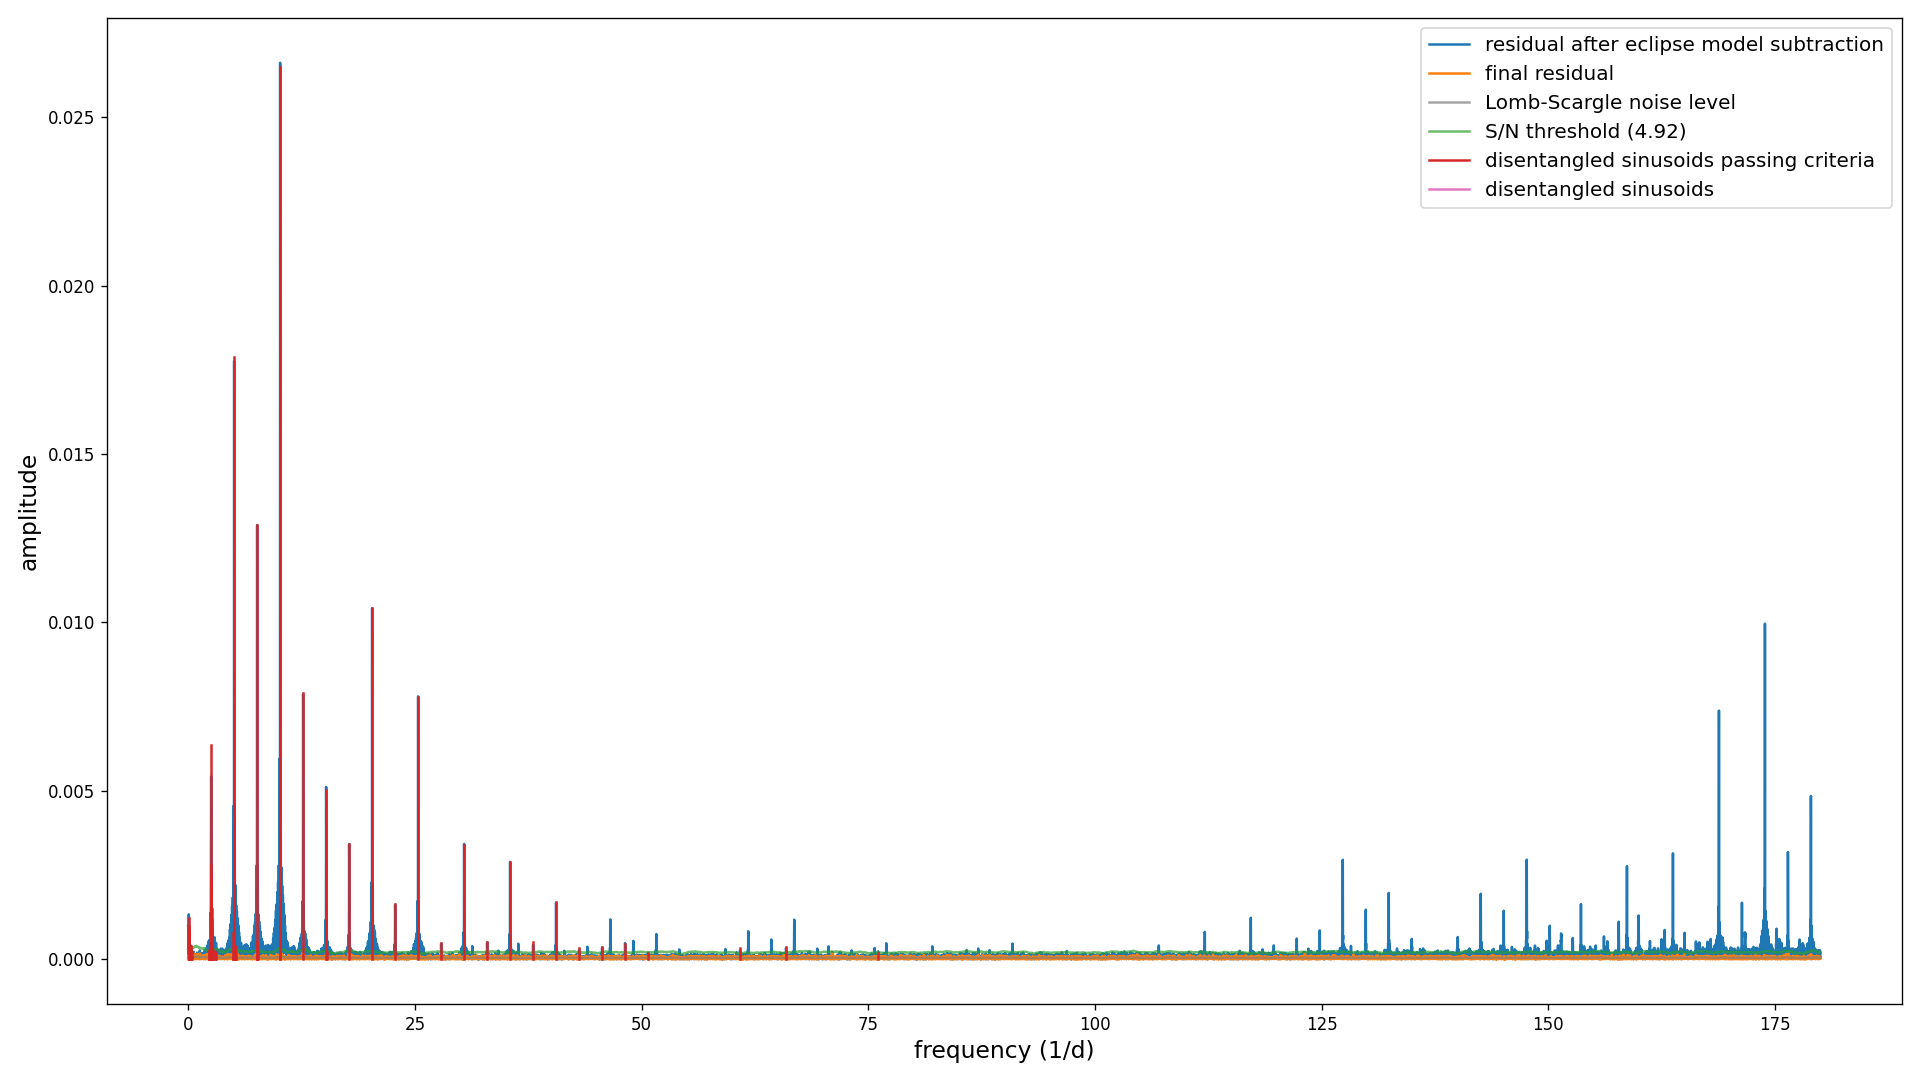 residual after eclipse model subtraction
final residual
Lomb-Scargle noise level
S/N threshold (4.92)
disentangled sinusoids passing criteria
disentangled sinusoids
amplitude
0.025
0.020
0.015
0.010
0.005
0.000
0 25 50 75 100 125 150 175
frequency (1/d)